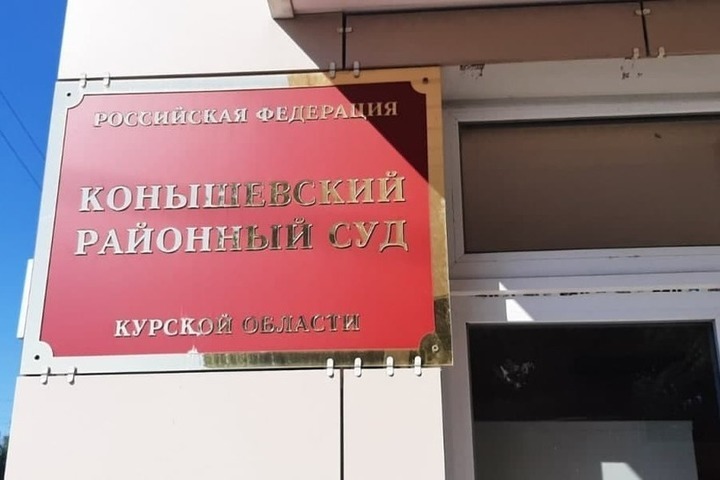 РОССИЙСКАЯ ФЕДЕРАЦИЯ
КОНЫШЕВСКИЙ
РАЙОННЫЙ СУД
КУРСКОЙ ОБЛАСТИ